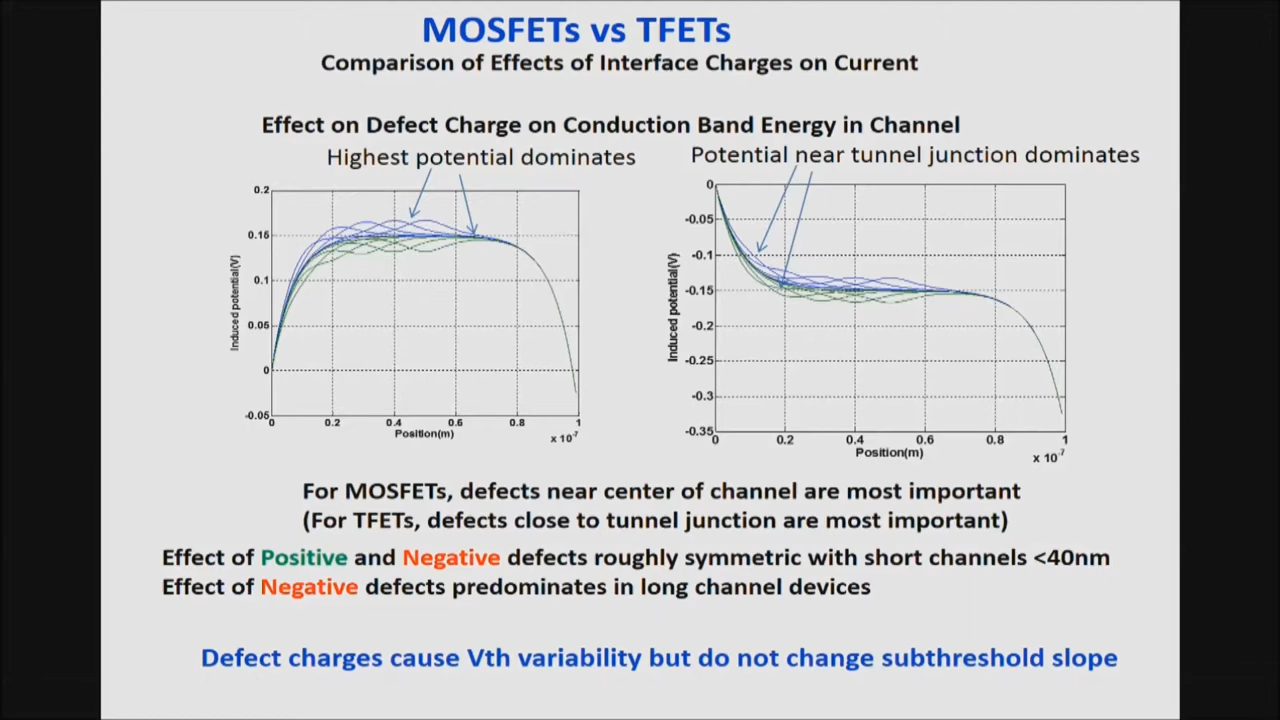 MOSFETs vs TFETs
Comparison of Effects of Interface Charges on Current
Effect on Defect Charge on Conduction Band Energy in Channel
Highest potential dominates
0.2
0.15
0.1
0.05
0
-0.05
Induced potential(V)
0 0.2 0.4 0.6 0.8 1
Position(m)
x 10-7
Potential near tunnel junction dominates
0
-0.05
-0.1
-0.15
-0.2
-0.25
-0.3
-0.35
Induced potential(V)
0 0.2 0.4 0.6 0.8 1
Position(m)
x 10-7
For MOSFETs, defects near center of channel are most important
(For TFETs, defects close to tunnel junction are most important)
Effect of Positive and Negative defects roughly symmetric with short channels <40nm
Effect of Negative defects predominates in long channel devices
Defect charges cause Vth variability but do not change subthreshold slope